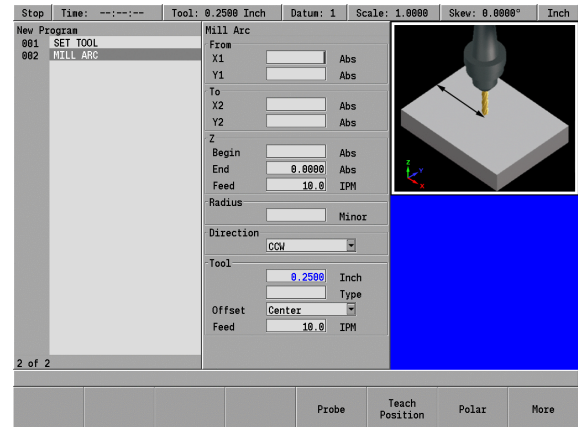 Stop Time: --:--:-- Tool: 0.2500 Inch Datum: 1 Scale: 1.0000 Skew: 0.000° Inch
New Program
001 SET TOOL
002 MILL ARC
2 of 2
Mill Arc
From
X1 Abs
Y1 Abs
To
X2 Abs
Y2 Abs
Z
Begin Abs
End 0.0000 Abs
Feed 10.0 IPM
Radius
Minor
Direction
CCW
Tool
0.2500 Inch
Type
Offset Center
Feed 10.0 IPM
Z
Y
X
Probe Teach Position Polar More